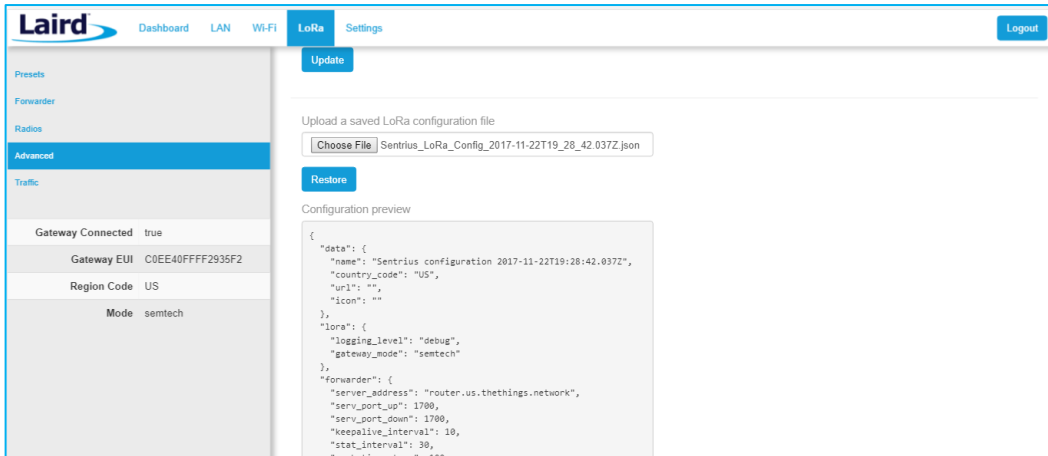 Laird
Dashboard LAN Wi-Fi LoRa Settings Logout
Presets
Forwarder
Radios
Advanced
Traffic
Gateway Connected true
Gateway EUI C0EE40FFFF2935F2
Region Code US
Mode semtech
Update
Upload a saved LoRa configuration file
Choose File Sentrius_LoRa_Config_2017-11-22T19_28_42.037Z.json
Restore
Configuration preview
{
"data": {
"name": "Sentrius configuration 2017-11-22T19:28:42.037Z",
"country_code": "US",
"url": "",
"icon": ""
},
"lora": {
"logging_level": "debug",
"gateway_mode": "semtech"
},
"forwarder": {
"server_address": "router.us.thethings.network",
"serv_port_up": 1700,
"serv_port_down": 1700,
"keepalive_interval": 10,
"stat_interval": 30,